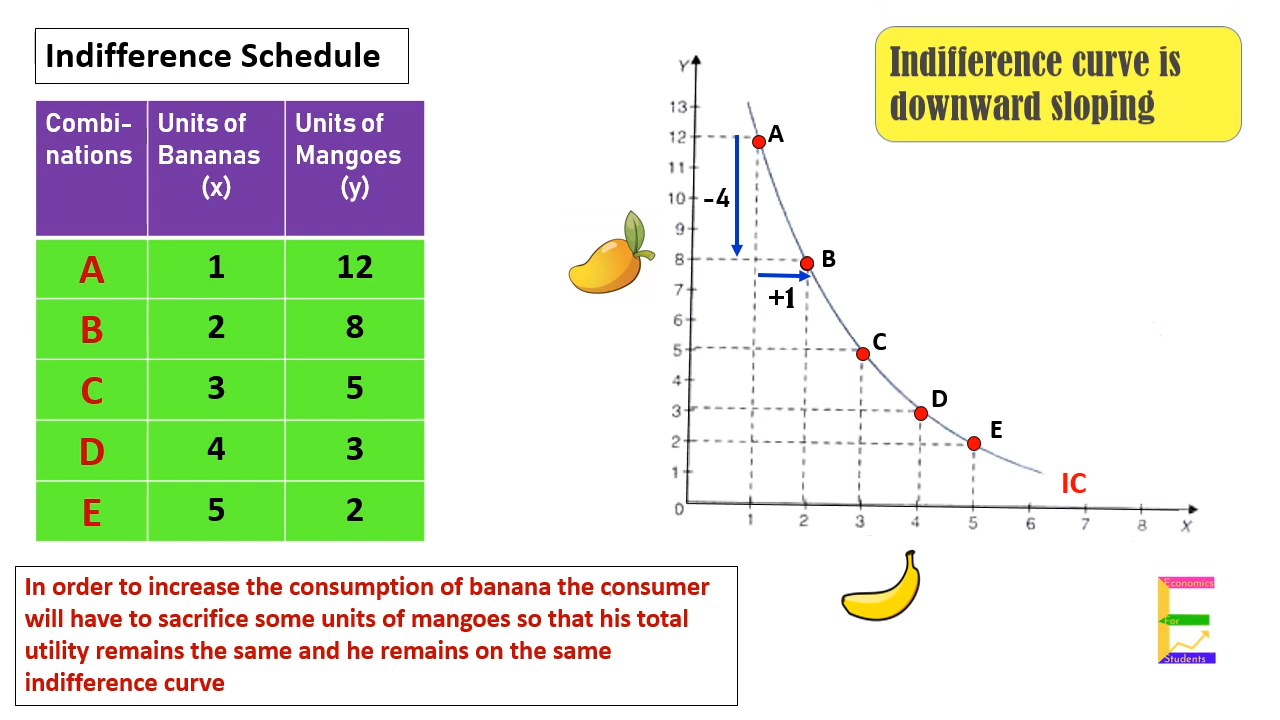 Indifference Schedule
Combi-
nations
Units of
Bananas
(x)
Units of
Mangoes
(y)
A 1 12
B 2 8
C 3 5
D 4 3
E 5 2
In order to increase the consumption of banana the consumer
will have to sacrifice some units of mangoes so that his total
utility remains the same and he remains on the same
indifference curve
Indifference curve is
downward sloping
Y
13
12
11
10
9
8
7
6
5
4
3
2
1
0
1 2 3 4 5 6 7 8 X
A
-4
B
+1
C
D
E
IC
Economics
For
Students